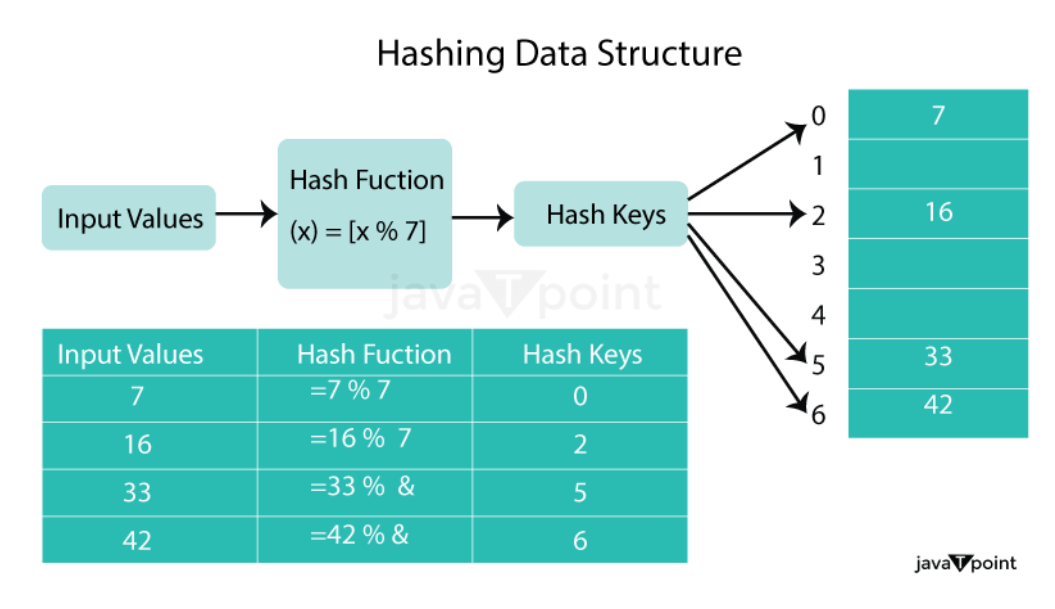 Hashing Data Structure
Input Values
Hash Fuction
(x) = [x % 7]
Hash Keys
0 7
1
2 16
3
4
5 33
6 42
javaTpoint
Input Values Hash Fuction Hash Keys
7 =7 % 7 0
16 =16 % 7 2
33 =33 % & 5
42 =42 % & 6
javaTpoint